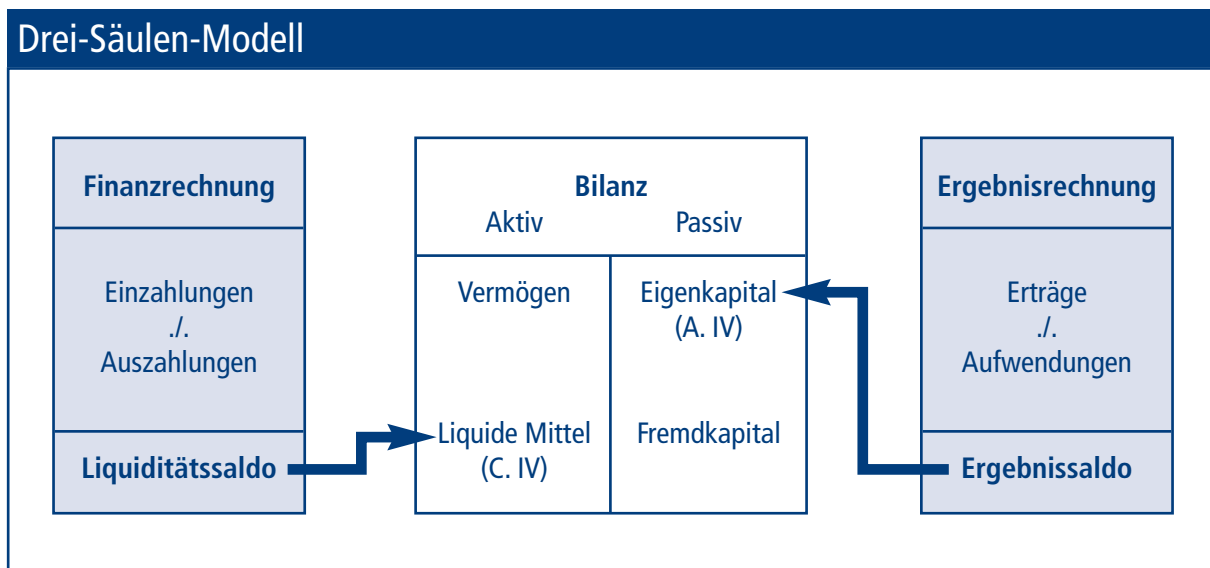 Drei-Säulen-Modell
Finanzrechnung
Einzahlungen
./.
Auszahlungen
Liquiditätssaldo
Bilanz
Aktiv Passiv
Vermögen
Liquide Mittel
(C. IV)
Eigenkapital
(A. IV)
Fremdkapital
Ergebnisrechnung
Erträge
./.
Aufwendungen
Ergebnissaldo